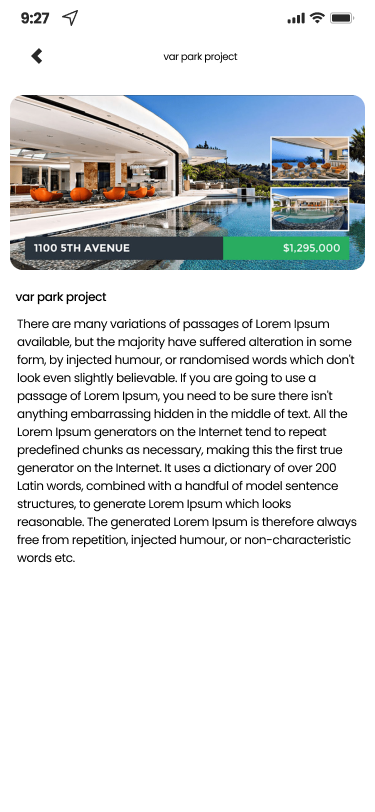 9:27
var park project
1100 5TH AVENUE
$1,295,000
var park project
There are many variations of passages of Lorem Ipsum
available, but the majority have suffered alteration in some
form, by injected humour, or randomised words which don't
look even slightly believable. If you are going to use a
passage of Lorem Ipsum, you need to be sure there isn't
anything embarrassing hidden in the middle of text. All the
Lorem Ipsum generators on the Internet tend to repeat
predefined chunks as necessary, making this the first true
generator on the Internet. It uses a dictionary of over 200
Latin words, combined with a handful of model sentence
structures, to generate Lorem Ipsum which looks
reasonable. The generated Lorem Ipsum is therefore always
free from repetition, injected humour, or non-characteristic
words etc.